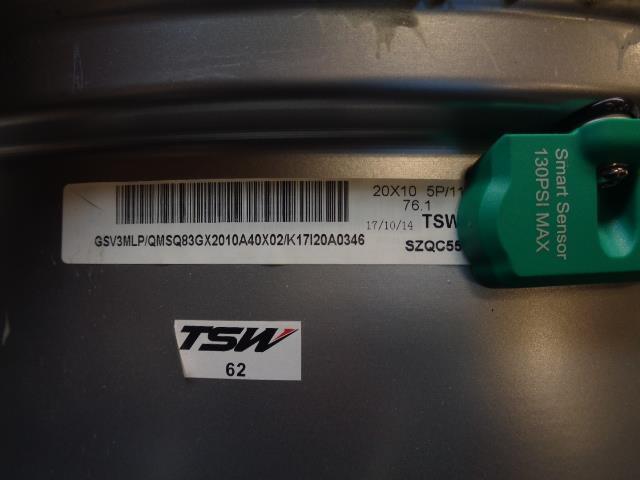 20X10 5P/11
76.1
17/10/14 TSW
GSV3MLP/QMSQ83GX2010A40X02/K17I20A0346 SZQC55
Smart Sensor
130PSI MAX
TSW
62